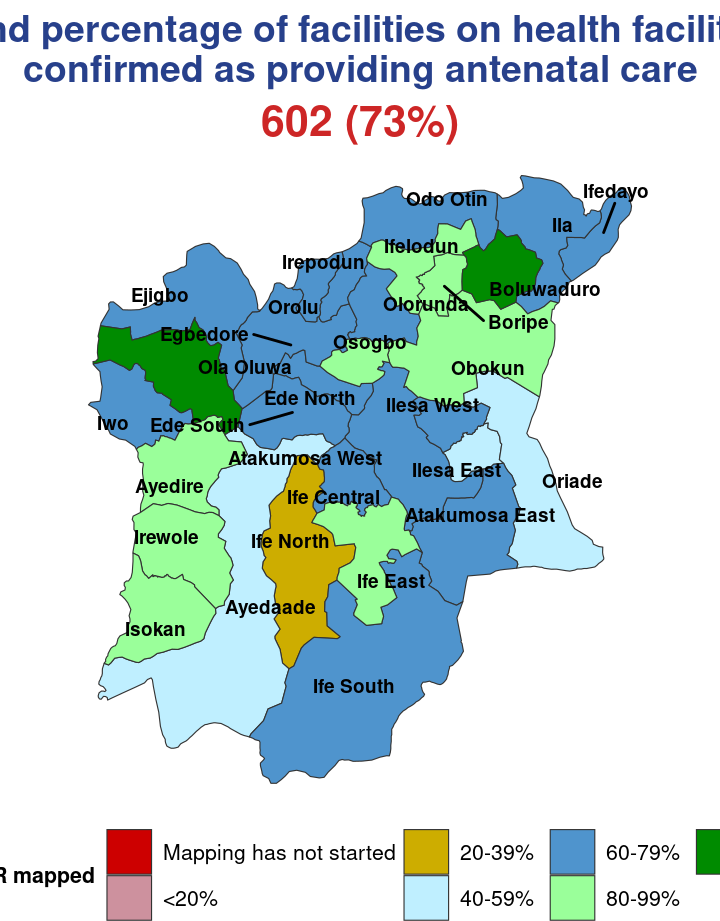 percentage of facilities on health
confirmed as providing antenatal care
602 (73%)
Ifedayo
Odo Otin
Ila
Ifelodun
Irepodun
Boluwaduro
Ejigbo
Orolu
Olorunda
Boripe
Egbedore
Osogbo
Ola Oluwa
Obokun
Ede North
Ilesa West
Iwo
Ede South
Atakumosa West
Ilesa East
Oriade
Ayedire
Ife Central
Atakumosa East
Irewole
Ife North
Ife East
Ayedaade
Isokan
Ife South
Mapping has not started
20-39%
60-79%
mapped
<20%
40-59%
80-99%